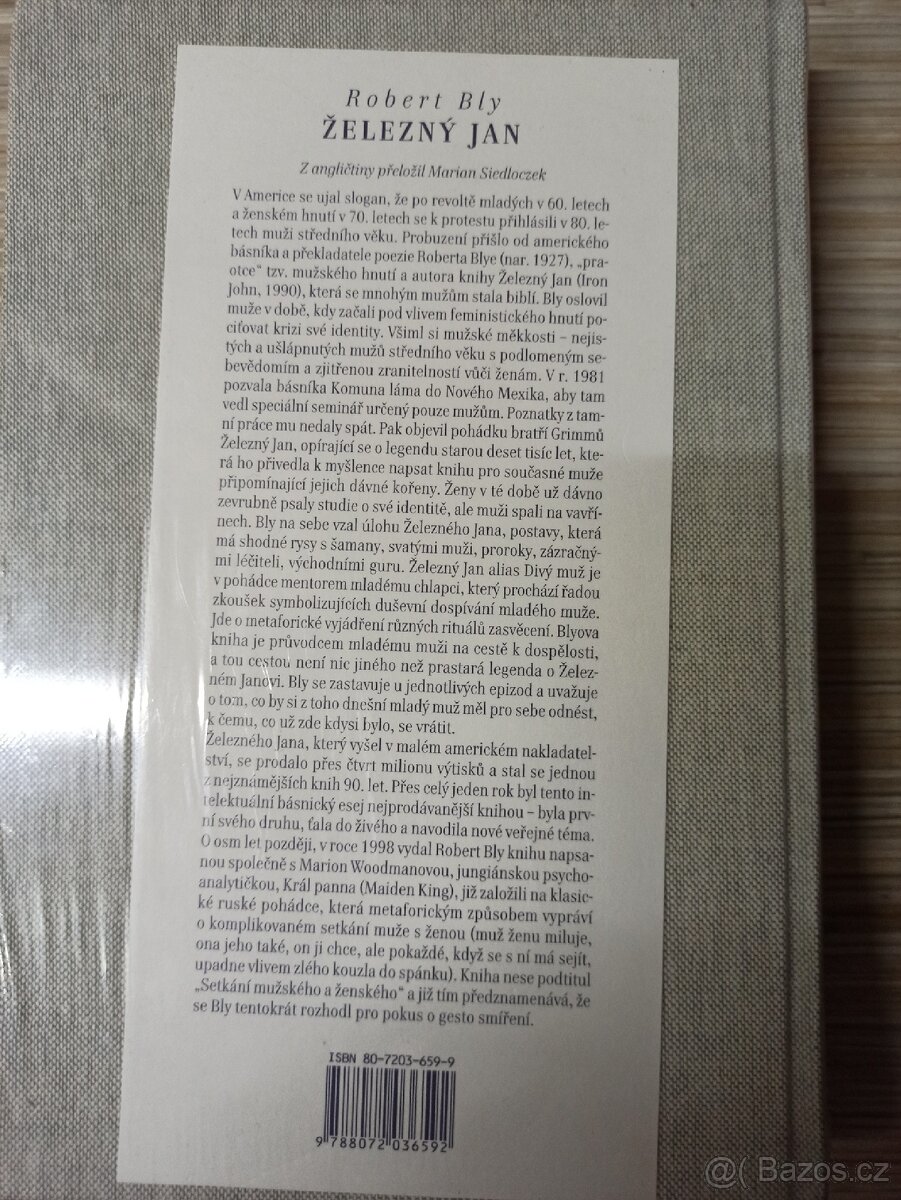 Robert Bly
ŽELEZNÝ JAN
Z angličtiny přeložil Marian Siedloczek
V Americe se ujal slogan, že po revoltě mladých v 60. letech
a ženském hnutí v 70. letech se k protestu přihlásili v 80. le-
tech muži středního věku. Probuzení přišlo od amerického
básníka a překladatele poezie Roberta Blye (nar. 1927), „pra-
otce“ tzv. mužského hnutí a autora knihy Železný Jan (Iron
John, 1990), která se mnohým mužům stala biblí. Bly oslovil
muže v době, kdy začali pod vlivem feministického hnutí po-
ciťovat krizi své identity. Všiml si mužské měkkosti – nejis-
tých a ušlápnutých mužů středního věku s podlomeným se-
bevědomím a zjitřenou zranitelností vůči ženám. V r. 1981
pozvala básníka Komuna láma do Nového Mexika, aby tam
vedl speciální seminář určený pouze mužům. Poznatky z tam-
ní práce mu nedaly spát. Pak objevil pohádku bratří Grimmů
Železný Jan, opírající se o legendu starou deset tisíc let, kte-
rá ho přivedla k myšlence napsat knihu pro současné muže
připomínající jejich dávné kořeny. Ženy v té době už dávno
zevrubně psaly studie o své identitě, ale muži spali na vavří-
nech. Bly na sebe vzal úlohu Železného Jana, postavy, která
má shodné rysy s šamany, svatými muži, proroky, zázračný-
mi léčiteli, východními guru. Železný Jan alias Divý muž je
v pohádce mentorem mladému chlapci, který prochází řadou
zkoušek symbolizujících duševní dospívání mladého muže.
Jde o metaforické vyjádření různých rituálů zasvěcení. Blyova
kniha je průvodcem mladému muži na cestě k dospělosti,
a tou cestou není nic jiného než prastará legenda o Želez-
ném Janovi. Bly se zastavuje u jednotlivých epizod a uvažuje
o tom, co by si z toho dnešní mladý muž měl pro sebe odnést,
k čemu, co už zde kdysi bylo, se vrátit.
Železného Jana, který vyšel v malém americkém nakladatel-
ství, se prodalo přes čtvrt milionu výtisků a stal se jednou
z nejznámějších knih 90. let. Přes celý jeden rok byl tento in-
telektuální básnický esej nejprodávanější knihou – byla prv-
ní svého druhu, ťala do živého a navodila nové veřejné téma.
O osm let později, v roce 1998 vydal Robert Bly knihu napsa-
nou společně s Marion Woodmanovou, jungiánskou psycho-
analytičkou, Král panna (Maiden King), již založili na klasic-
ké ruské pohádce, která metaforickým způsobem vypráví
o komplikovaném setkání muže s ženou (muž ženu miluje,
ona jeho také, on ji chce, ale pokaždé, když se s ní má sejít,
upadne vlivem zlého kouzla do spánku). Kniha nese podtitul
„Setkání mužského a ženského“ a již tím předznamenává, že
se Bly tentokrát rozhodl pro pokus o gesto smíření.
ISBN 80-7203-659-9
9 788072 036592
@( Bazos.cz